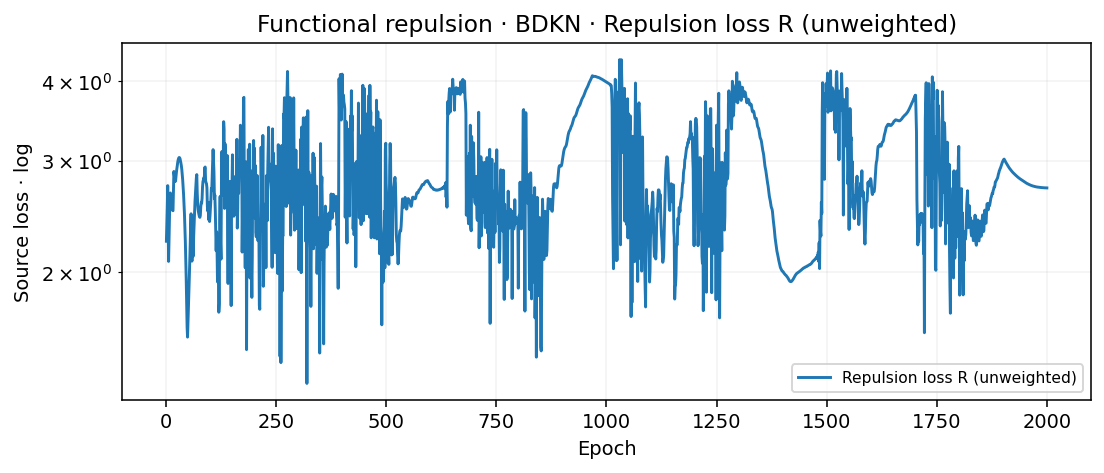 Functional repulsion · BDKN · Repulsion loss R (unweighted)
Source loss · log
4 × 10⁰
3 × 10⁰
2 × 10⁰
Repulsion loss R (unweighted)
0 250 500 750 1000 1250 1500 1750 2000
Epoch